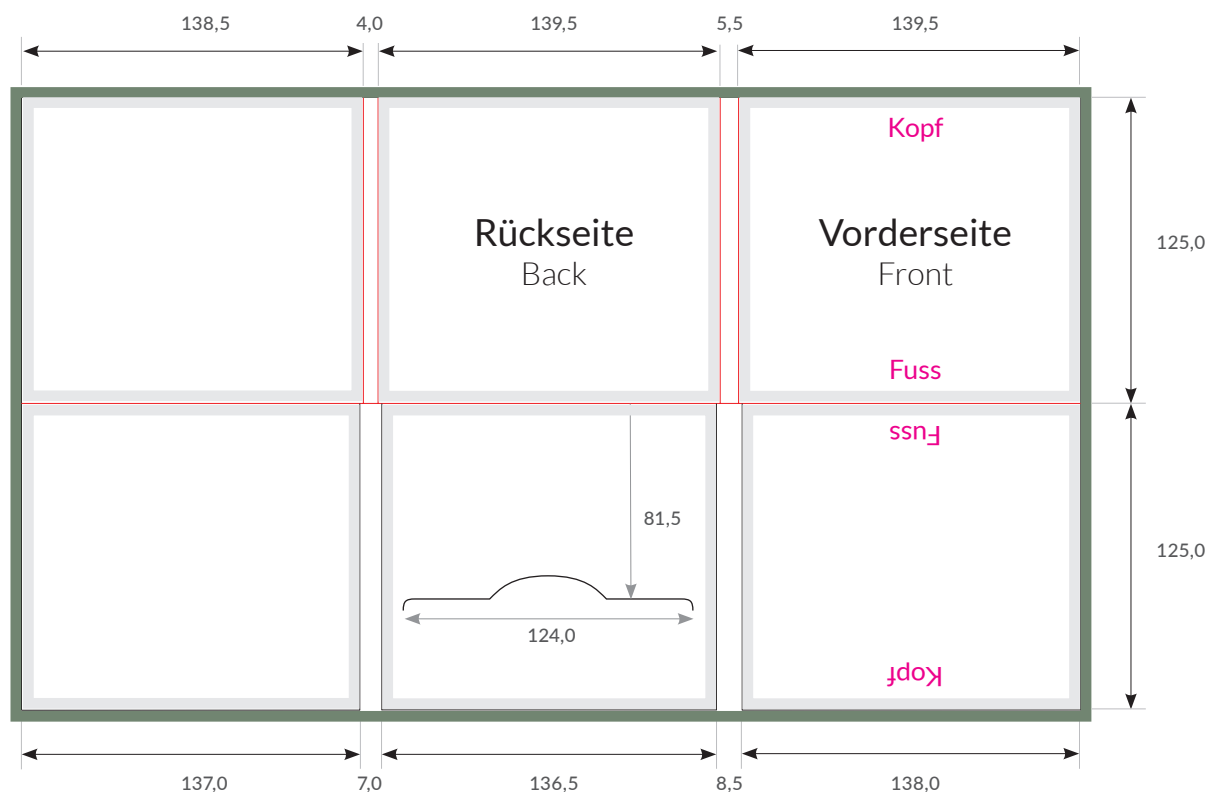 138,5 4,0 139,5 5,5 139,5
Kopf
Rückseite
Back
Vorderseite
Front
125,0
Fuss
Fuss
81,5
125,0
124,0
Kopf
137,0 7,0 136,5 8,5 138,0